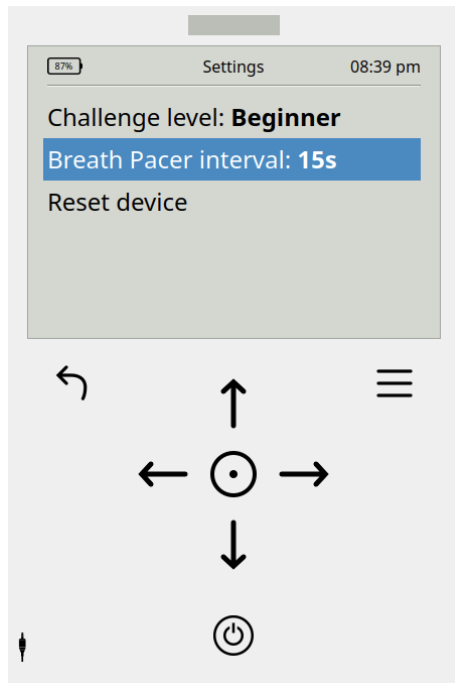 87% Settings 08:39 pm
Challenge level: Beginner
Breath Pacer interval: 15s
Reset device